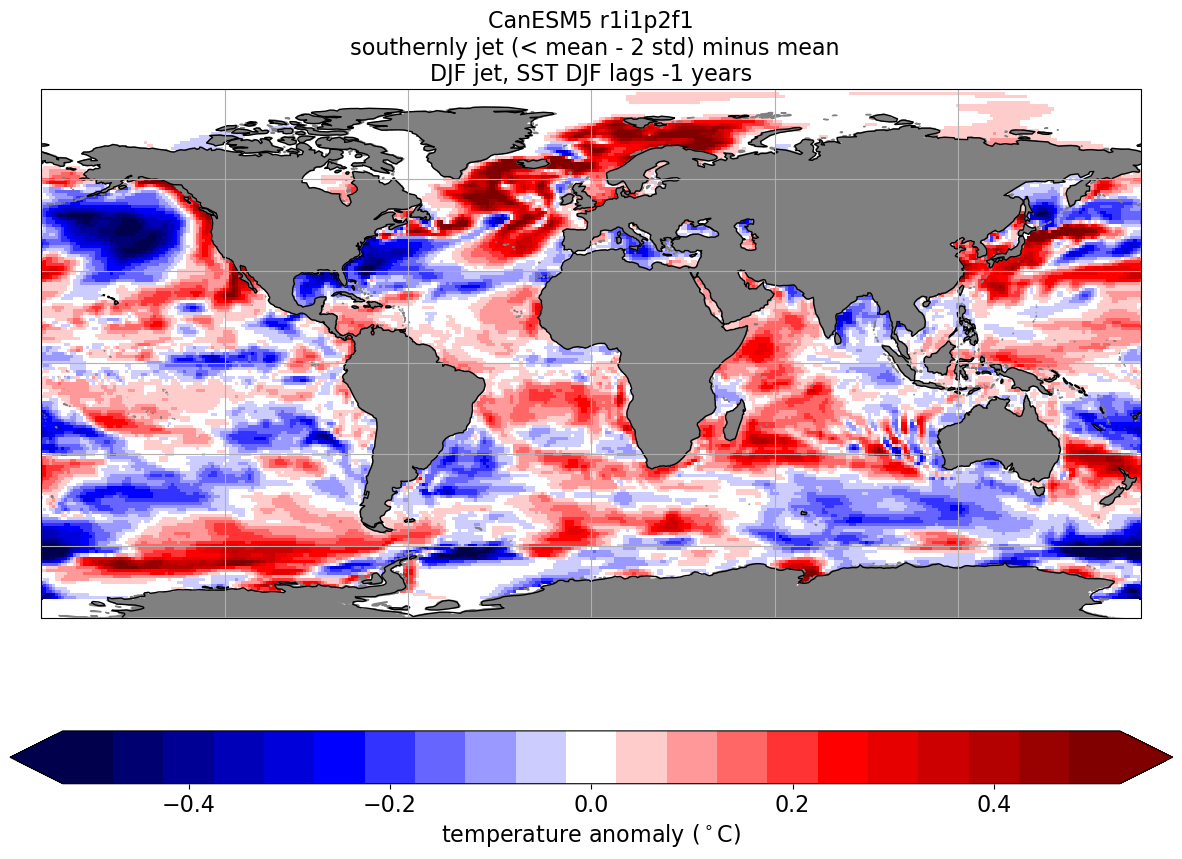 CanESM5 r1i1p2f1
southernly jet (< mean - 2 std) minus mean
DJF jet, SST DJF lags -1 years
−0.4 −0.2 0.0 0.2 0.4
temperature anomaly (°C)